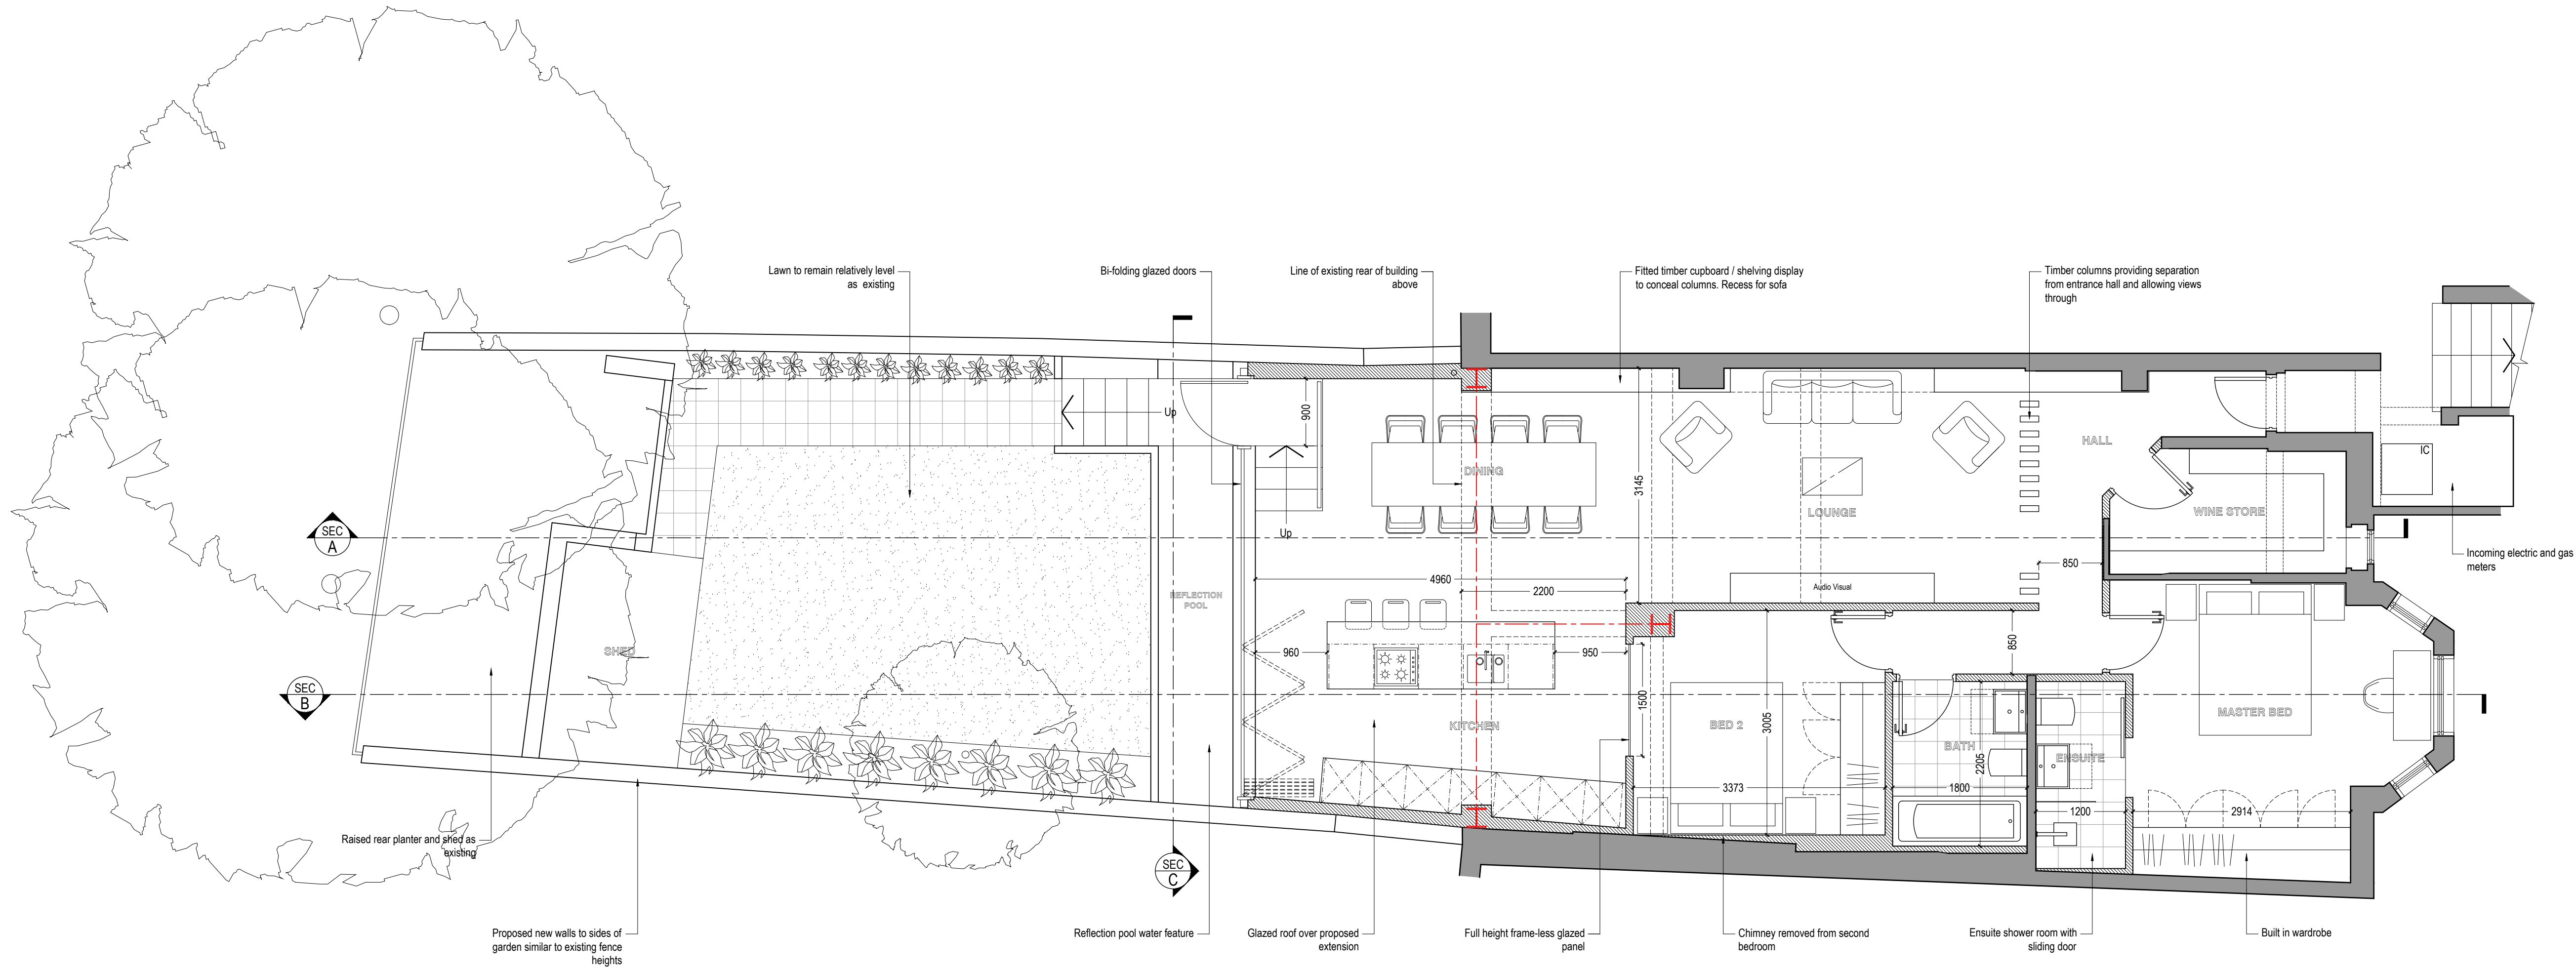 Lawn to remain relatively level
as existing
Bi-folding glazed doors
Line of existing rear of building
above
Fitted timber cupboard / shelving display
to conceal columns. Recess for sofa
Timber columns providing separation
from entrance hall and allowing views
through
Up
900
DINING
3145
LOUNGE
HALL
IC
WINE STORE
SEC
A
Up
Incoming electric and gas
meters
850
4960
2200
Audio Visual
REFLECTION
POOL
SHED
960
950
850
SEC
B
1500
KITCHEN
BED 2
3005
BATH
2205
ENSUITE
MASTER BED
3373
1800
1200
2914
Raised rear planter and shed as
existing
SEC
C
Proposed new walls to sides of
garden similar to existing fence
heights
Reflection pool water feature
Glazed roof over proposed
extension
Full height frame-less glazed
panel
Chimney removed from second
bedroom
Ensuite shower room with
sliding door
Built in wardrobe